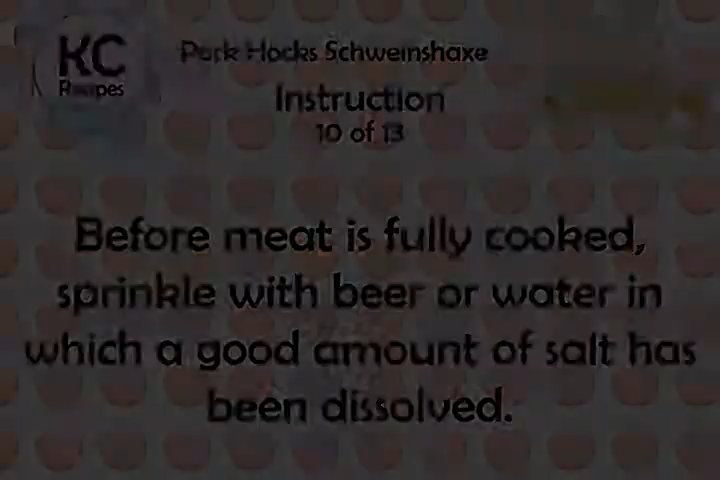 KC
Recipes
Pork Hocks Schweinshaxe
Instruction
10 of 13
Before meat is fully cooked,
sprinkle with beer or water in
which a good amount of salt has
been dissolved.